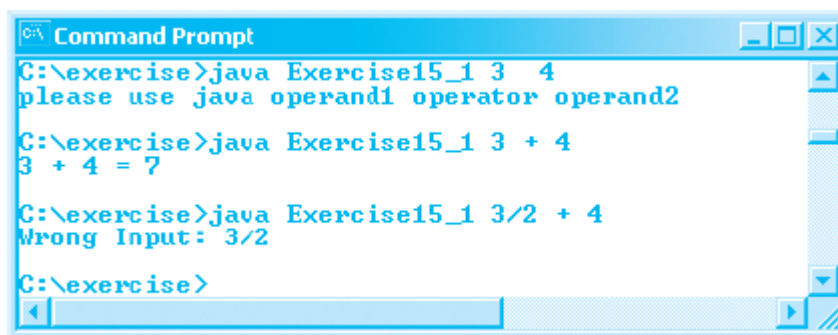 C:\ Command Prompt
C:\exercise>java Exercise15_1 3  4
please use java operand1 operator operand2
C:\exercise>java Exercise15_1 3 + 4
3 + 4 = 7
C:\exercise>java Exercise15_1 3/2 + 4
Wrong Input: 3/2
C:\exercise>